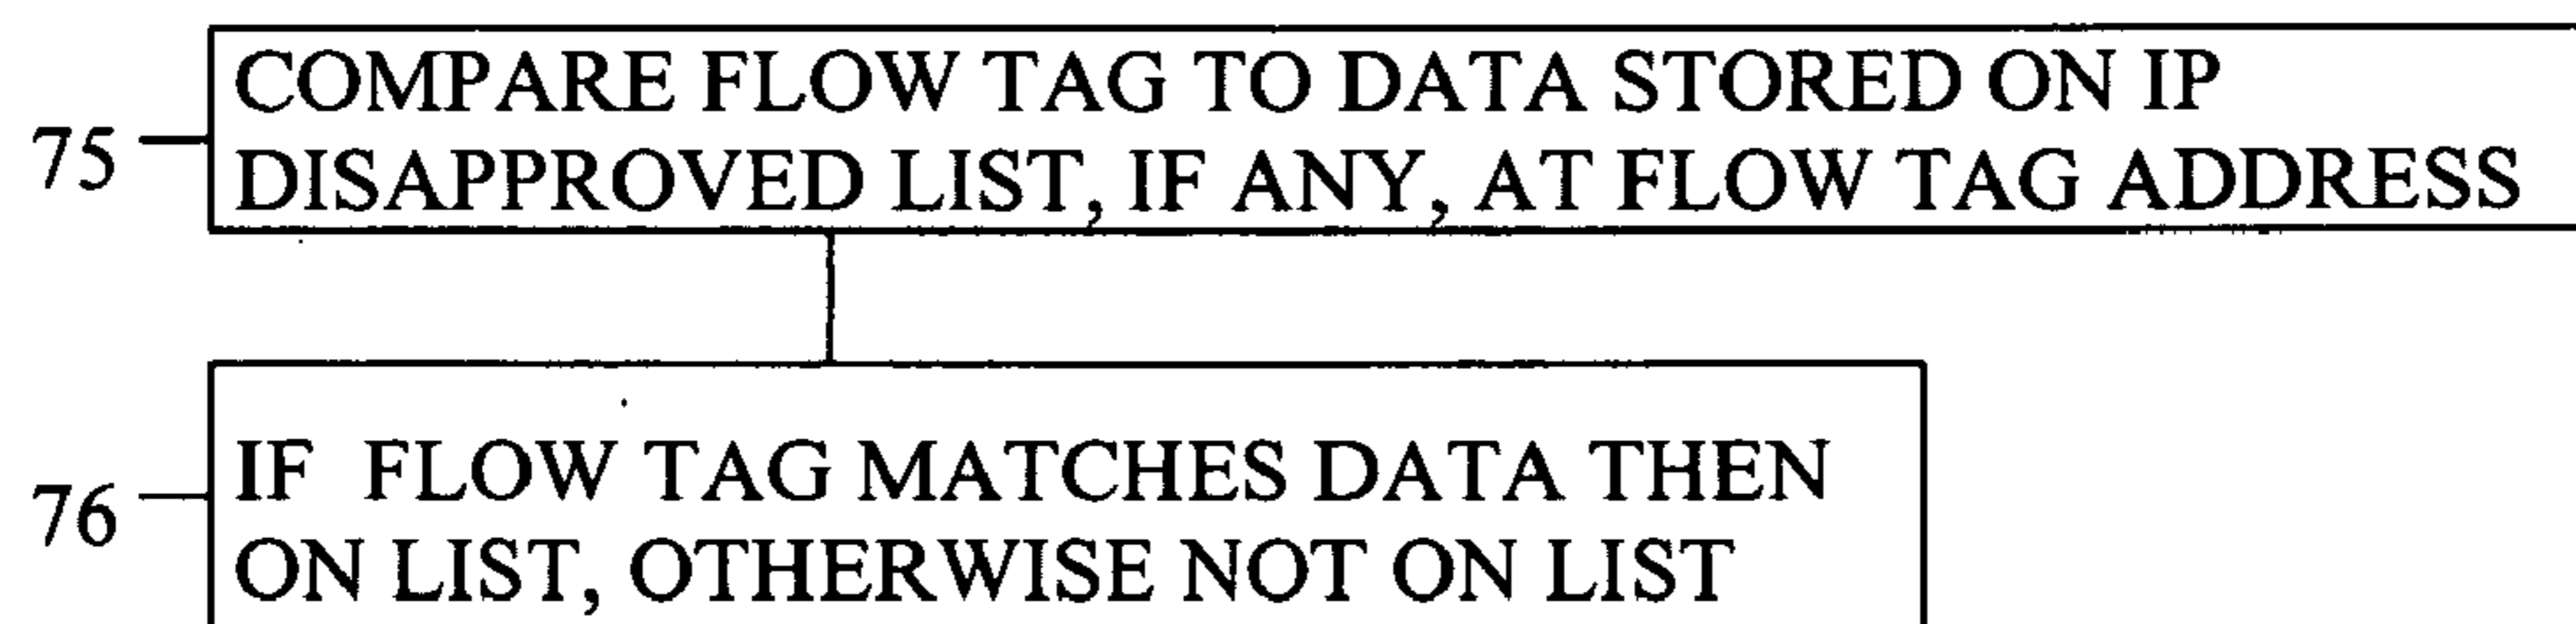 COMPARE FLOW TAG TO DATA STORED ON IP
75
DISAPPROVED LIST, IF ANY, AT FLOW TAG ADDRESS
IF FLOW TAG MATCHES DATA THEN
76
ON LIST, OTHERWISE NOT ON LIST